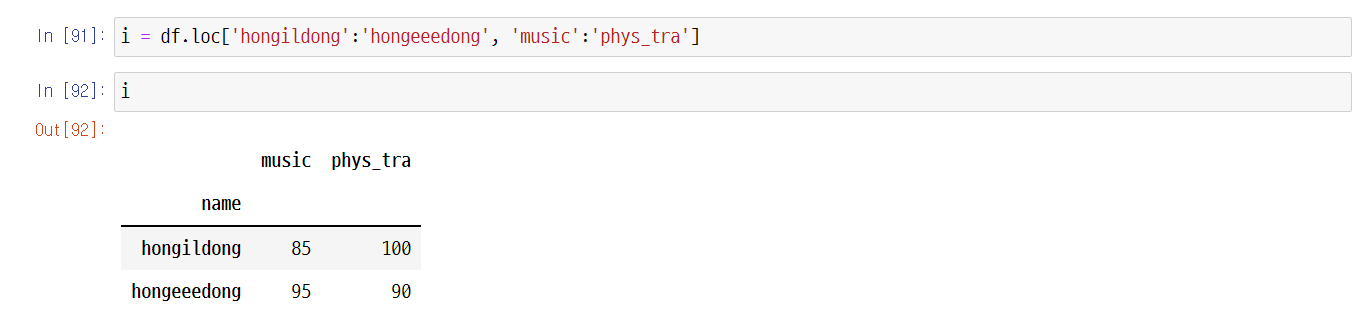 In [91]: i = df.loc['hongildong':'hongeeedong', 'music':'phys_tra']
In [92]: i
Out[92]:
music phys_tra
name
hongildong 85 100
hongeeedong 95 90